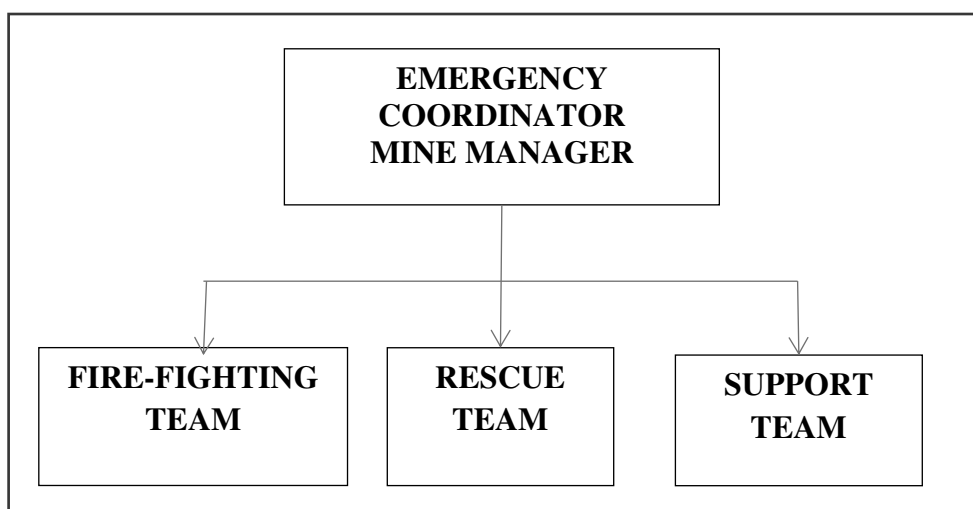 EMERGENCY
COORDINATOR
MINE MANAGER
FIRE-FIGHTING
TEAM
RESCUE
TEAM
SUPPORT
TEAM